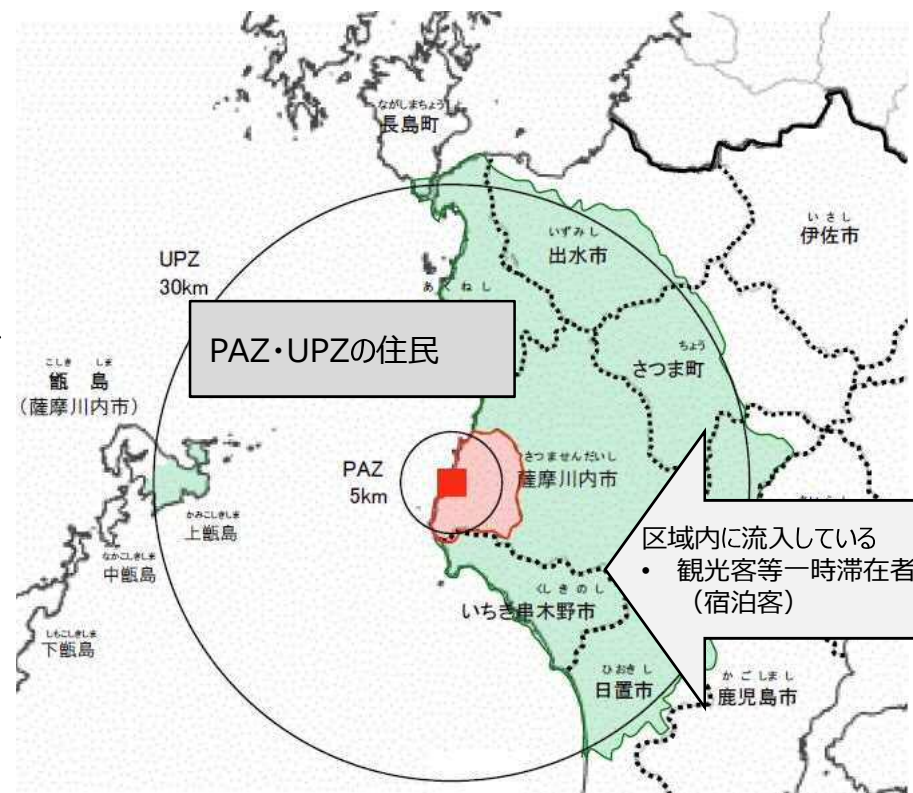 ながしまちょう
長島町
いさし
伊佐市
いずみし
出水市
UPZ
30km
あくねし
PAZ・UPZの住民
ちょう
さつま町
こしき しま
甑 島
(薩摩川内市)
PAZ
5km
さつませんだいし
薩摩川内市
かみこしきしま
上甑島
なかこしきしま
中甑島
しもこしきしま
下甑島
区域内に流入している
• 観光客等一時滞在者
(宿泊客)
くしきのし
いちき串木野市
ひおきし
日置市
かごしまし
鹿児島市